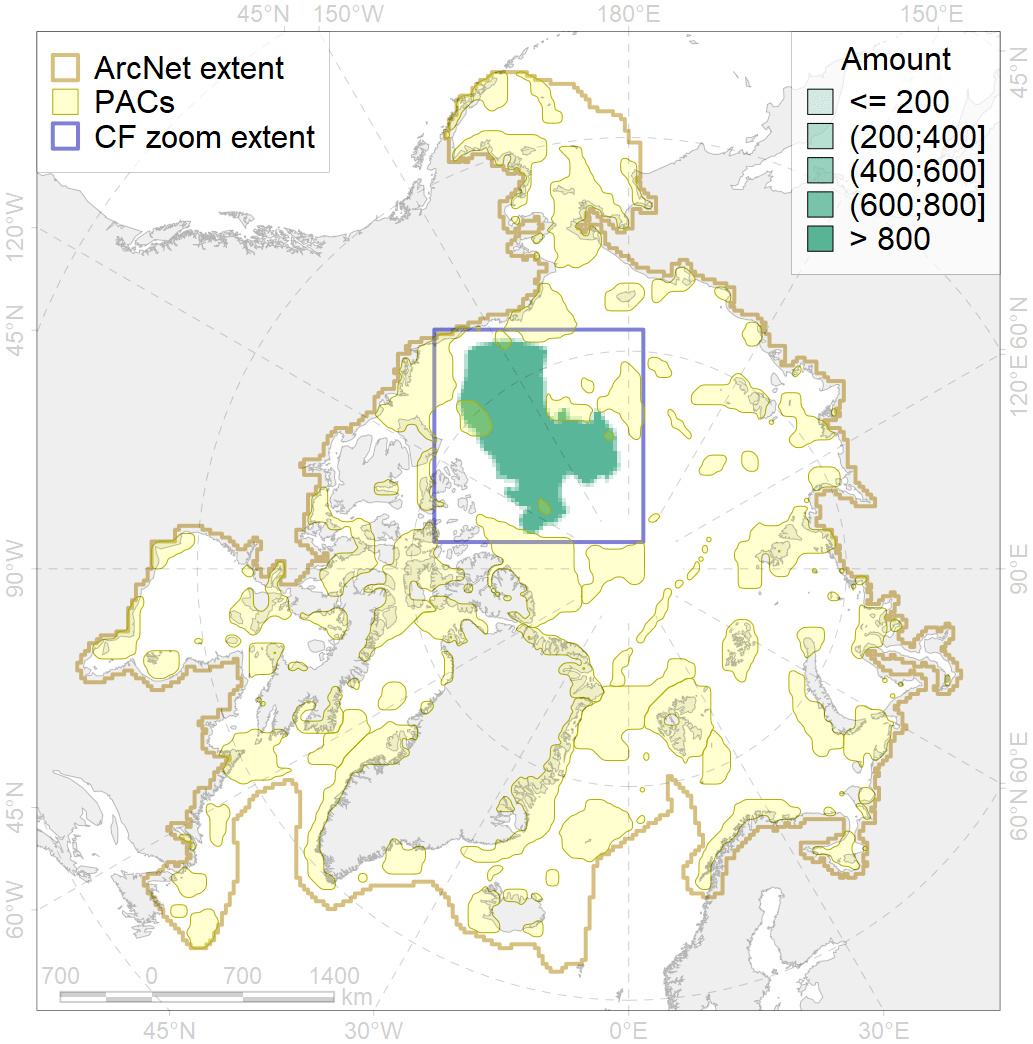 45°N 150°W 180°E 150°E
ArcNet extent
PACs
CF zoom extent
Amount
<= 200
(200;400]
(400;600]
(600;800]
> 800
45°N
120°W
45°N
60°N
120°E
90°W
90°E
45°N
60°E
60°N
60°W
700 0 700 1400
km
45°N 30°W 0°E 30°E